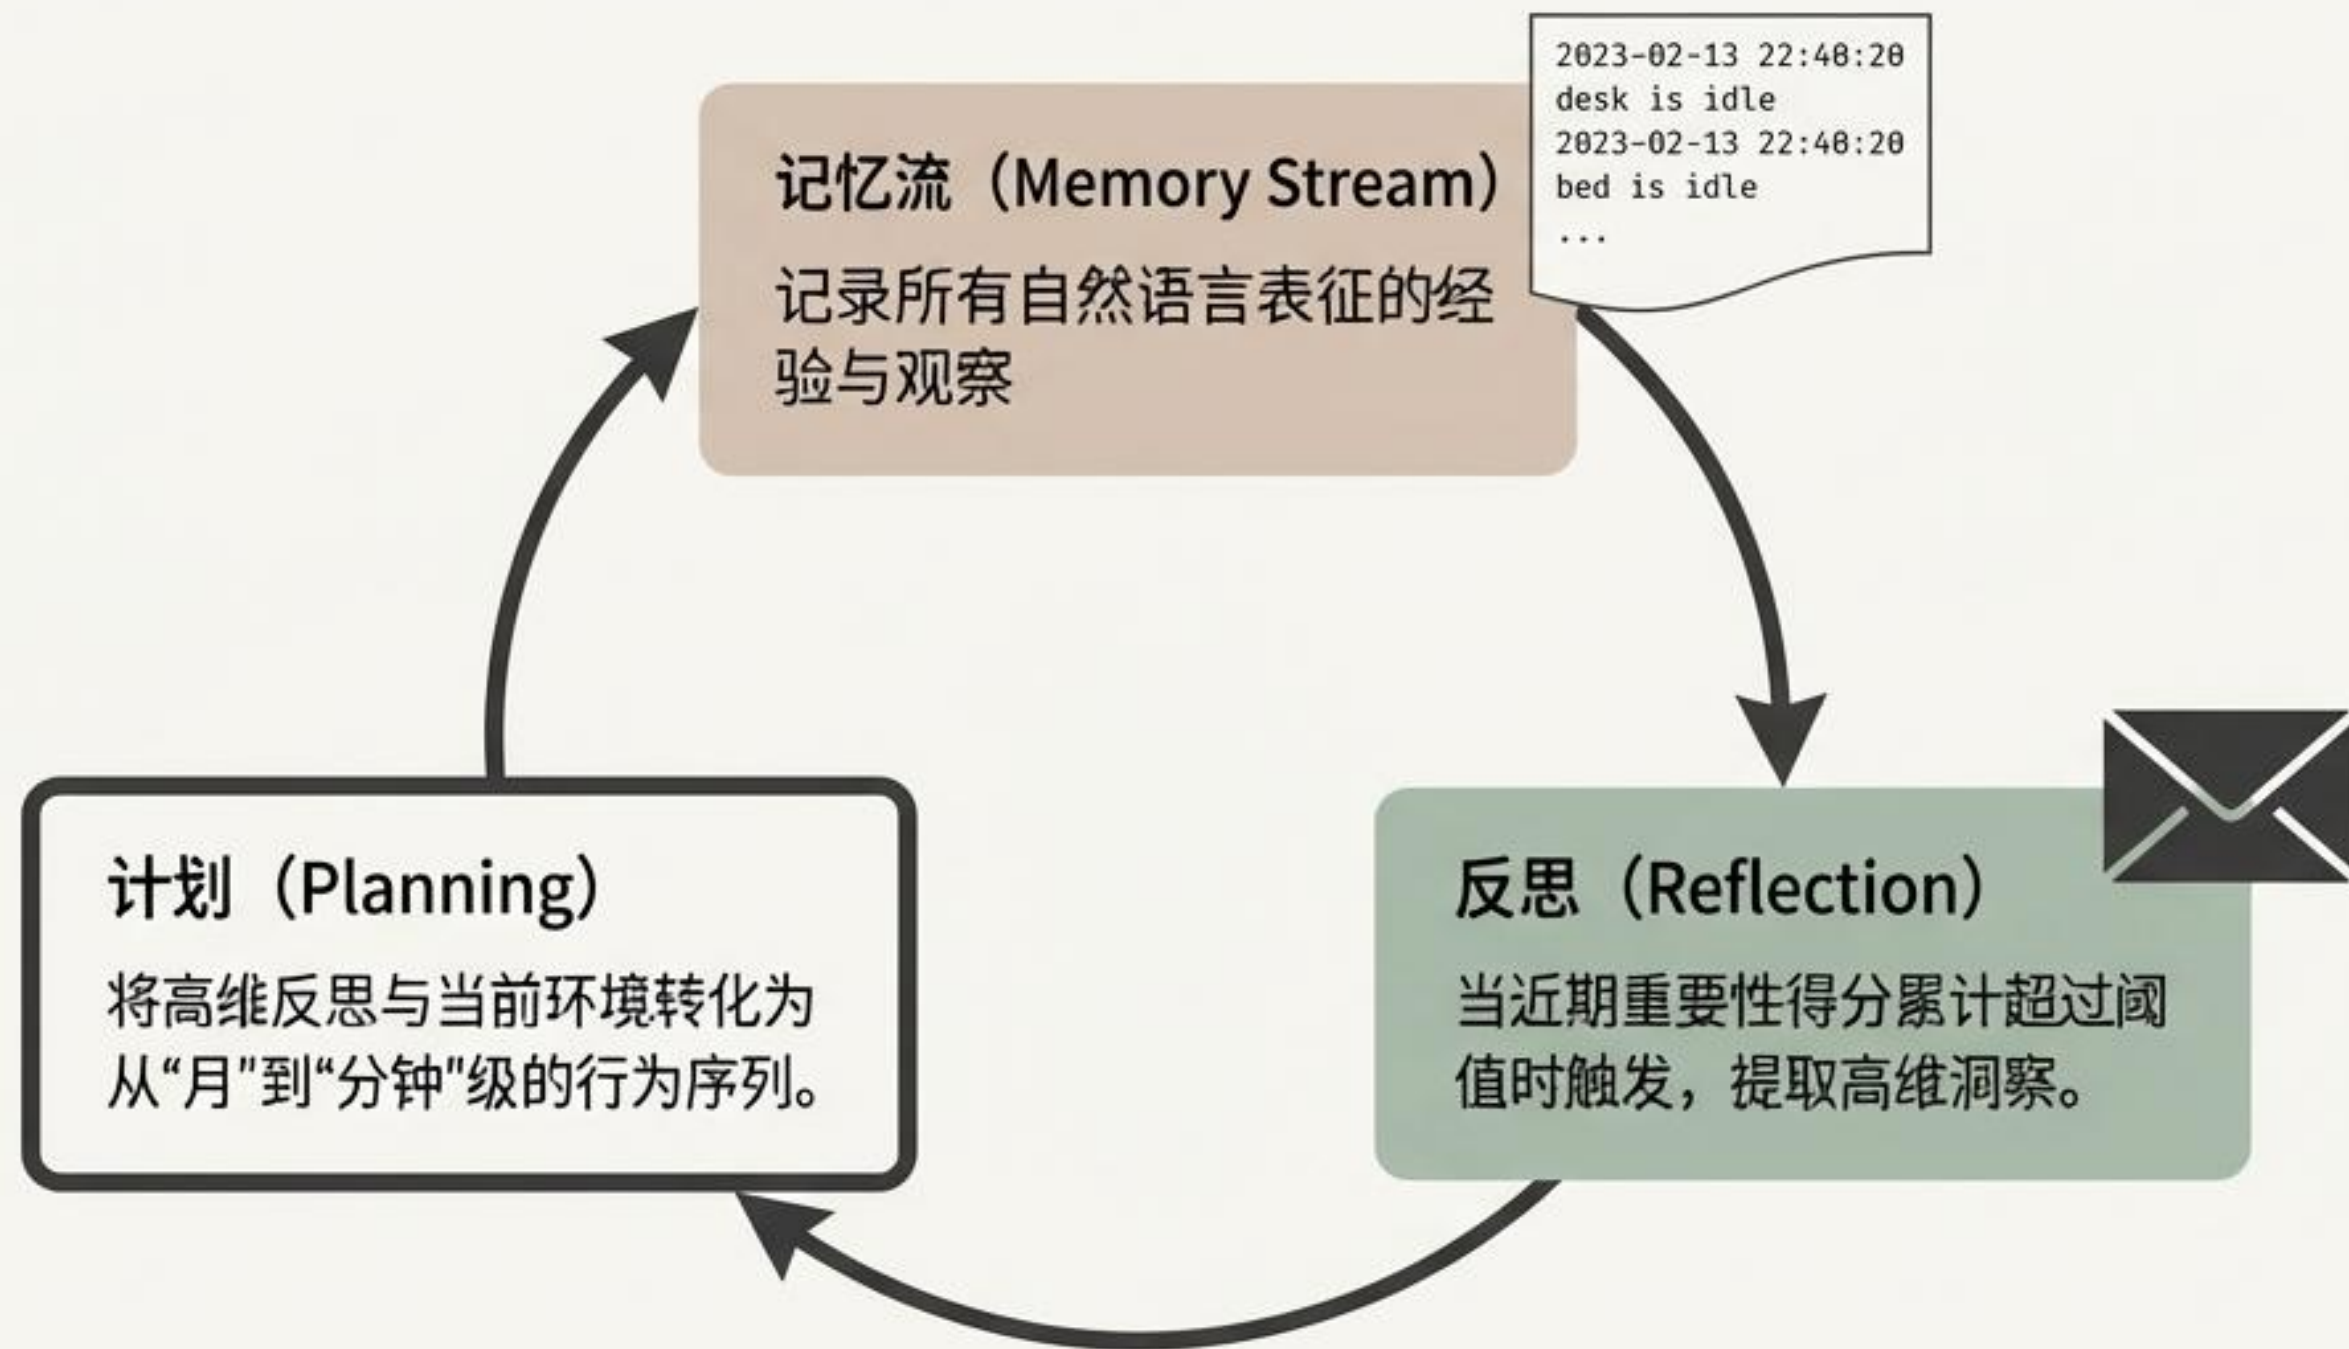 2023-02-13 22:40:20
desk is idle
2023-02-13 22:40:20
bed is idle
...
记忆流（Memory Stream）
记录所有自然语言表征的经
验与观察
计划（Planning）
将高维反思与当前环境转化为
从“月”到“分钟”级的行为序列。
反思（Reflection）
当近期重要性得分累计超过阈
值时触发，提取高维洞察。